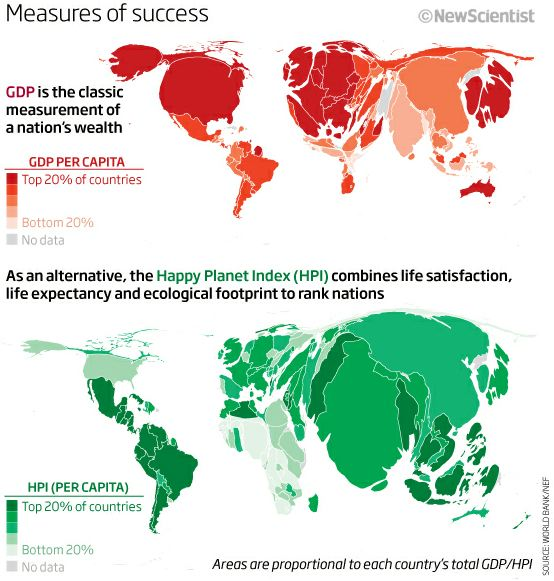 Measures of success
©NewScientist
GDP is the classic
measurement of
a nation's wealth
GDP PER CAPITA
Top 20% of countries
Bottom 20%
No data
As an alternative, the Happy Planet Index (HPI) combines life satisfaction,
life expectancy and ecological footprint to rank nations
HPI (PER CAPITA)
Top 20% of countries
Bottom 20%
No data
Areas are proportional to each country's total GDP/HPI
SOURCE: WORLD BANK/NEF